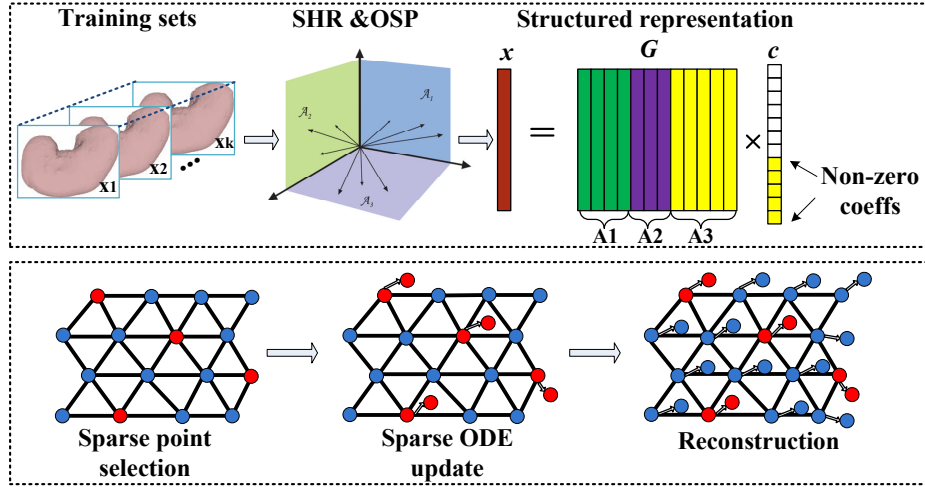 Training sets
SHR &OSP
Structured representation
x
G
c
x1
x2
xk
A1
A2
A3
=
×
Non-zero
coeffs
A1
A2
A3
Sparse point
selection
Sparse ODE
update
Reconstruction